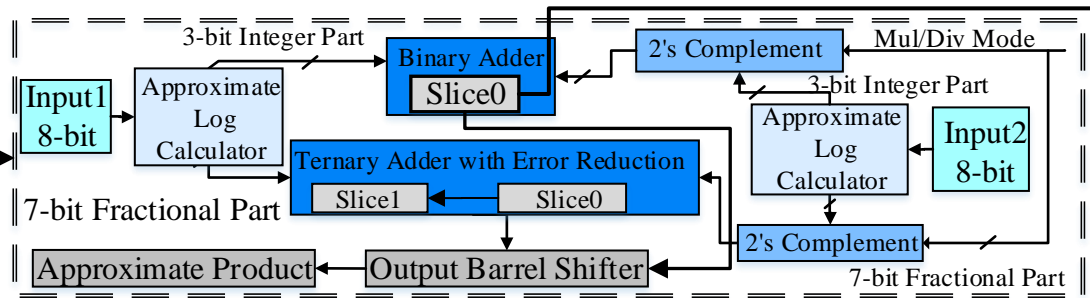 3-bit Integer Part
Binary Adder
Slice0
2's Complement
Mul/Div Mode
Input1
8-bit
Approximate
Log
Calculator
3-bit Integer Part
Approximate
Log
Calculator
Input2
8-bit
Ternary Adder with Error Reduction
Slice1
Slice0
7-bit Fractional Part
2's Complement
Approximate Product
Output Barrel Shifter
7-bit Fractional Part